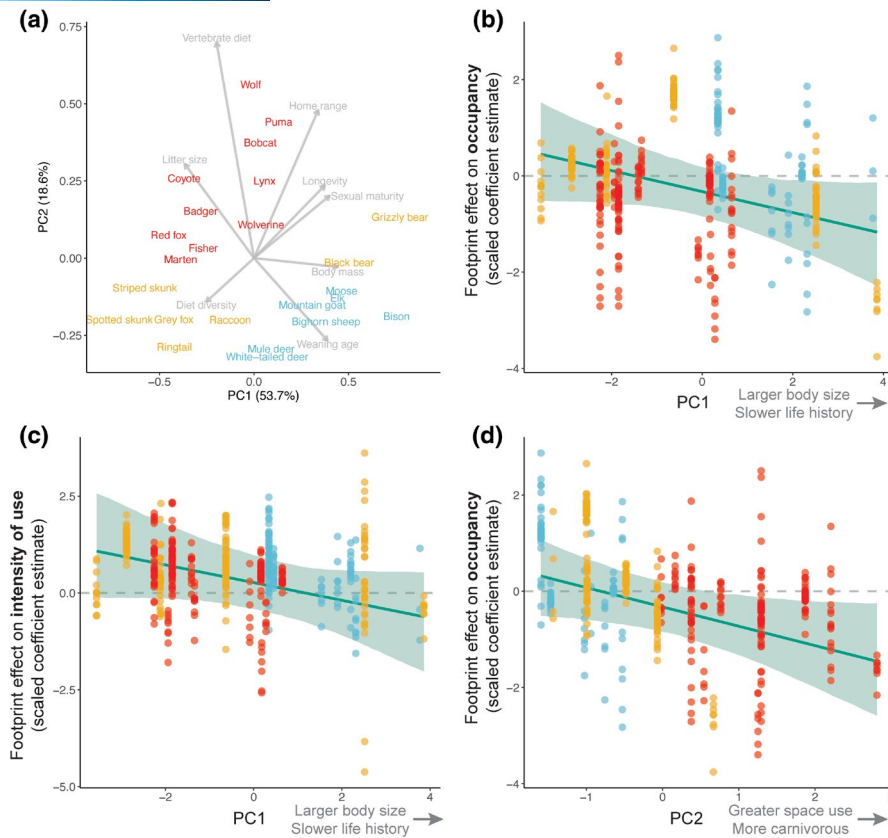 (a)
0.75
0.50
0.25
0.00
−0.25
PC2 (18.6%)
Vertebrate diet
Wolf
Home range
Puma
Bobcat
Litter size
Coyote
Lynx
Longevity
Sexual maturity
Badger
Wolverine
Grizzly bear
Red fox
Fisher
Marten
Black bear
Body mass
Striped skunk
Moose
Elk
Diet diversity
Mountain goat
Spotted skunk
Grey fox
Raccoon
Bighorn sheep
Bison
Ringtail
Weaning age
Mule deer
White−tailed deer
−0.5
0.0
0.5
PC1 (53.7%)
(b)
Footprint effect on occupancy
(scaled coefficient estimate)
2
0
−2
−4
−2
0
2
4
PC1
Larger body size
Slower life history
(c)
Footprint effect on intensity of use
(scaled coefficient estimate)
2.5
0.0
−2.5
−5.0
−2
0
2
4
PC1
Larger body size
Slower life history
(d)
Footprint effect on occupancy
(scaled coefficient estimate)
2
0
−2
−4
−1
0
1
2
PC2
Greater space use
More carnivorous